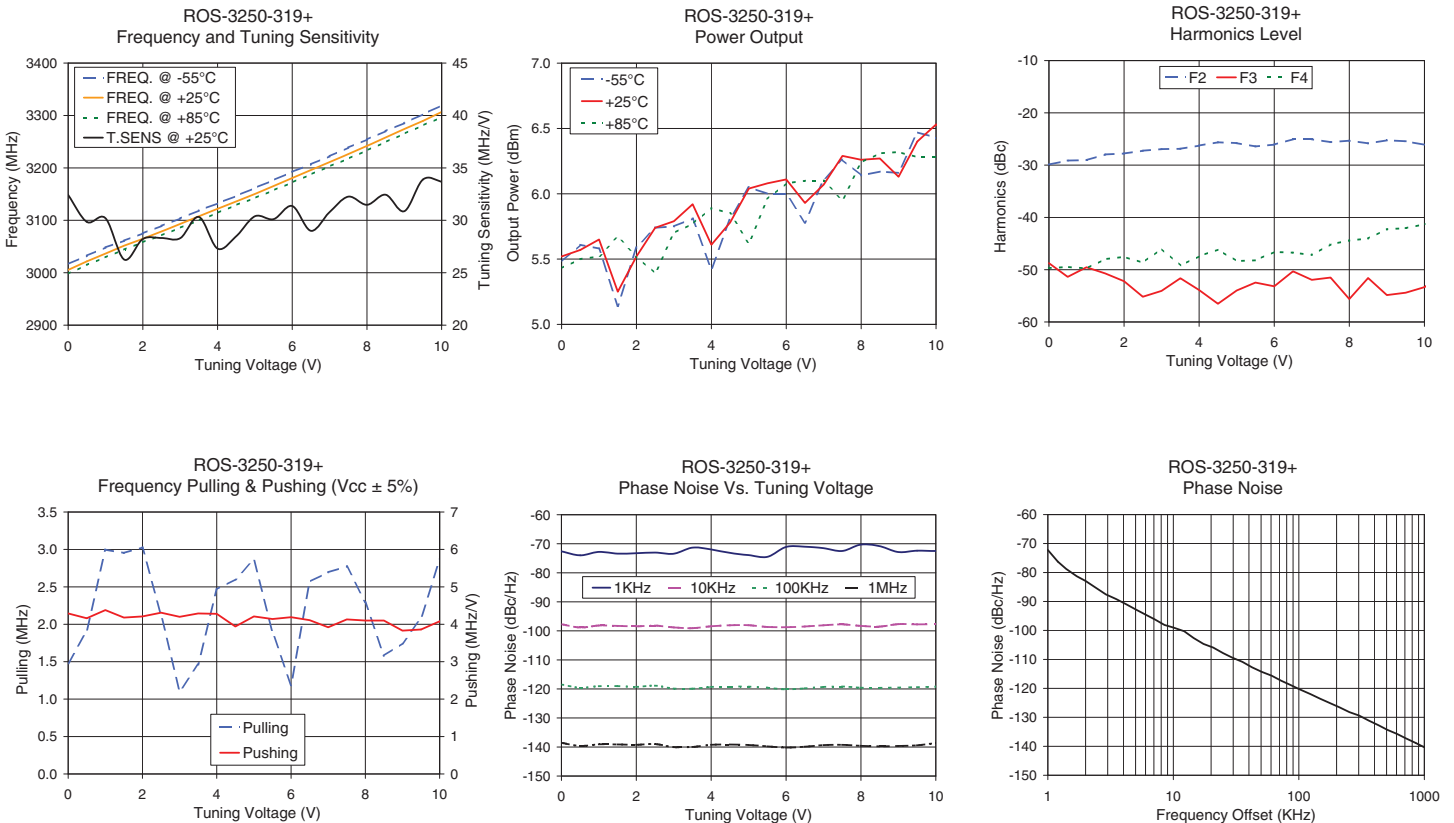 ROS-3250-319+
Frequency and Tuning Sensitivity
3400
3300
3200
3100
3000
2900
Frequency (MHz)
FREQ. @ -55°C
FREQ. @ +25°C
FREQ. @ +85°C
T.SENS @ +25°C
45
40
35
30
25
20
Tuning Sensitivity (MHz/V)
0 2 4 6 8 10
Tuning Voltage (V)
ROS-3250-319+
Power Output
7.0
6.5
6.0
5.5
5.0
Output Power (dBm)
-55°C
+25°C
+85°C
0 2 4 6 8 10
Tuning Voltage (V)
ROS-3250-319+
Harmonics Level
-10
-20
-30
-40
-50
-60
Harmonics (dBc)
F2 F3 F4
0 2 4 6 8 10
Tuning Voltage (V)
ROS-3250-319+
Frequency Pulling & Pushing (Vcc ± 5%)
3.5
3.0
2.5
2.0
1.5
1.0
0.5
0.0
Pulling (MHz)
Pulling
Pushing
7
6
5
4
3
2
1
0
Pushing (MHz/V)
0 2 4 6 8 10
Tuning Voltage (V)
ROS-3250-319+
Phase Noise Vs. Tuning Voltage
-60
-70
-80
-90
-100
-110
-120
-130
-140
-150
Phase Noise (dBc/Hz)
1KHz 10KHz 100KHz 1MHz
0 2 4 6 8 10
Tuning Voltage (V)
ROS-3250-319+
Phase Noise
-60
-70
-80
-90
-100
-110
-120
-130
-140
-150
Phase Noise (dBc/Hz)
1 10 100 1000
Frequency Offset (KHz)